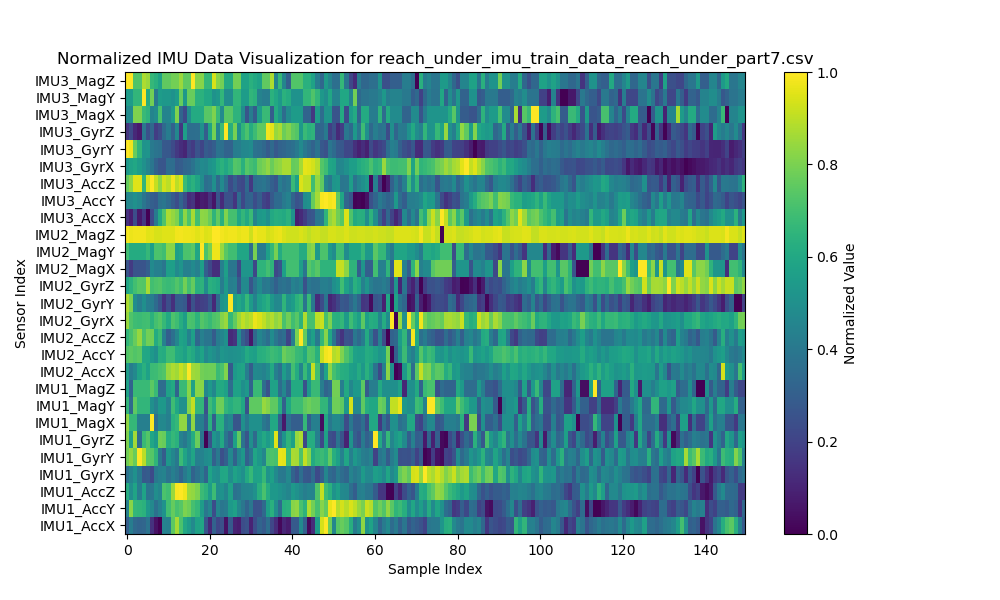 Normalized IMU Data Visualization for reach_under_imu_train_data_reach_under_part7.csv
IMU3_MagZ
IMU3_MagY
IMU3_MagX
IMU3_GyrZ
IMU3_GyrY
IMU3_GyrX
IMU3_AccZ
IMU3_AccY
IMU3_AccX
IMU2_MagZ
IMU2_MagY
IMU2_MagX
IMU2_GyrZ
IMU2_GyrY
IMU2_GyrX
IMU2_AccZ
IMU2_AccY
IMU2_AccX
IMU1_MagZ
IMU1_MagY
IMU1_MagX
IMU1_GyrZ
IMU1_GyrY
IMU1_GyrX
IMU1_AccZ
IMU1_AccY
IMU1_AccX
Sensor Index
0 20 40 60 80 100 120 140
Sample Index
1.0
0.8
0.6
0.4
0.2
0.0
Normalized Value